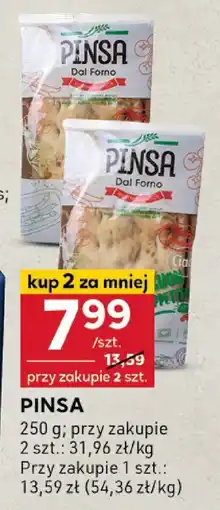 PINSA
Dal Forno
PINSA
Dal Forno
s;
kup 2 za mniej
7 99
/szt.
13,59
przy zakupie 2 szt.
PINSA
250 g; przy zakupie
2 szt.: 31,96 zł/kg
Przy zakupie 1 szt.:
13,59 zł (54,36 zł/kg)